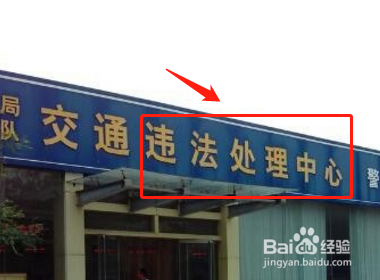 局
队
交通违法处理中心
警
Baidu经验
jingyan.baidu.com